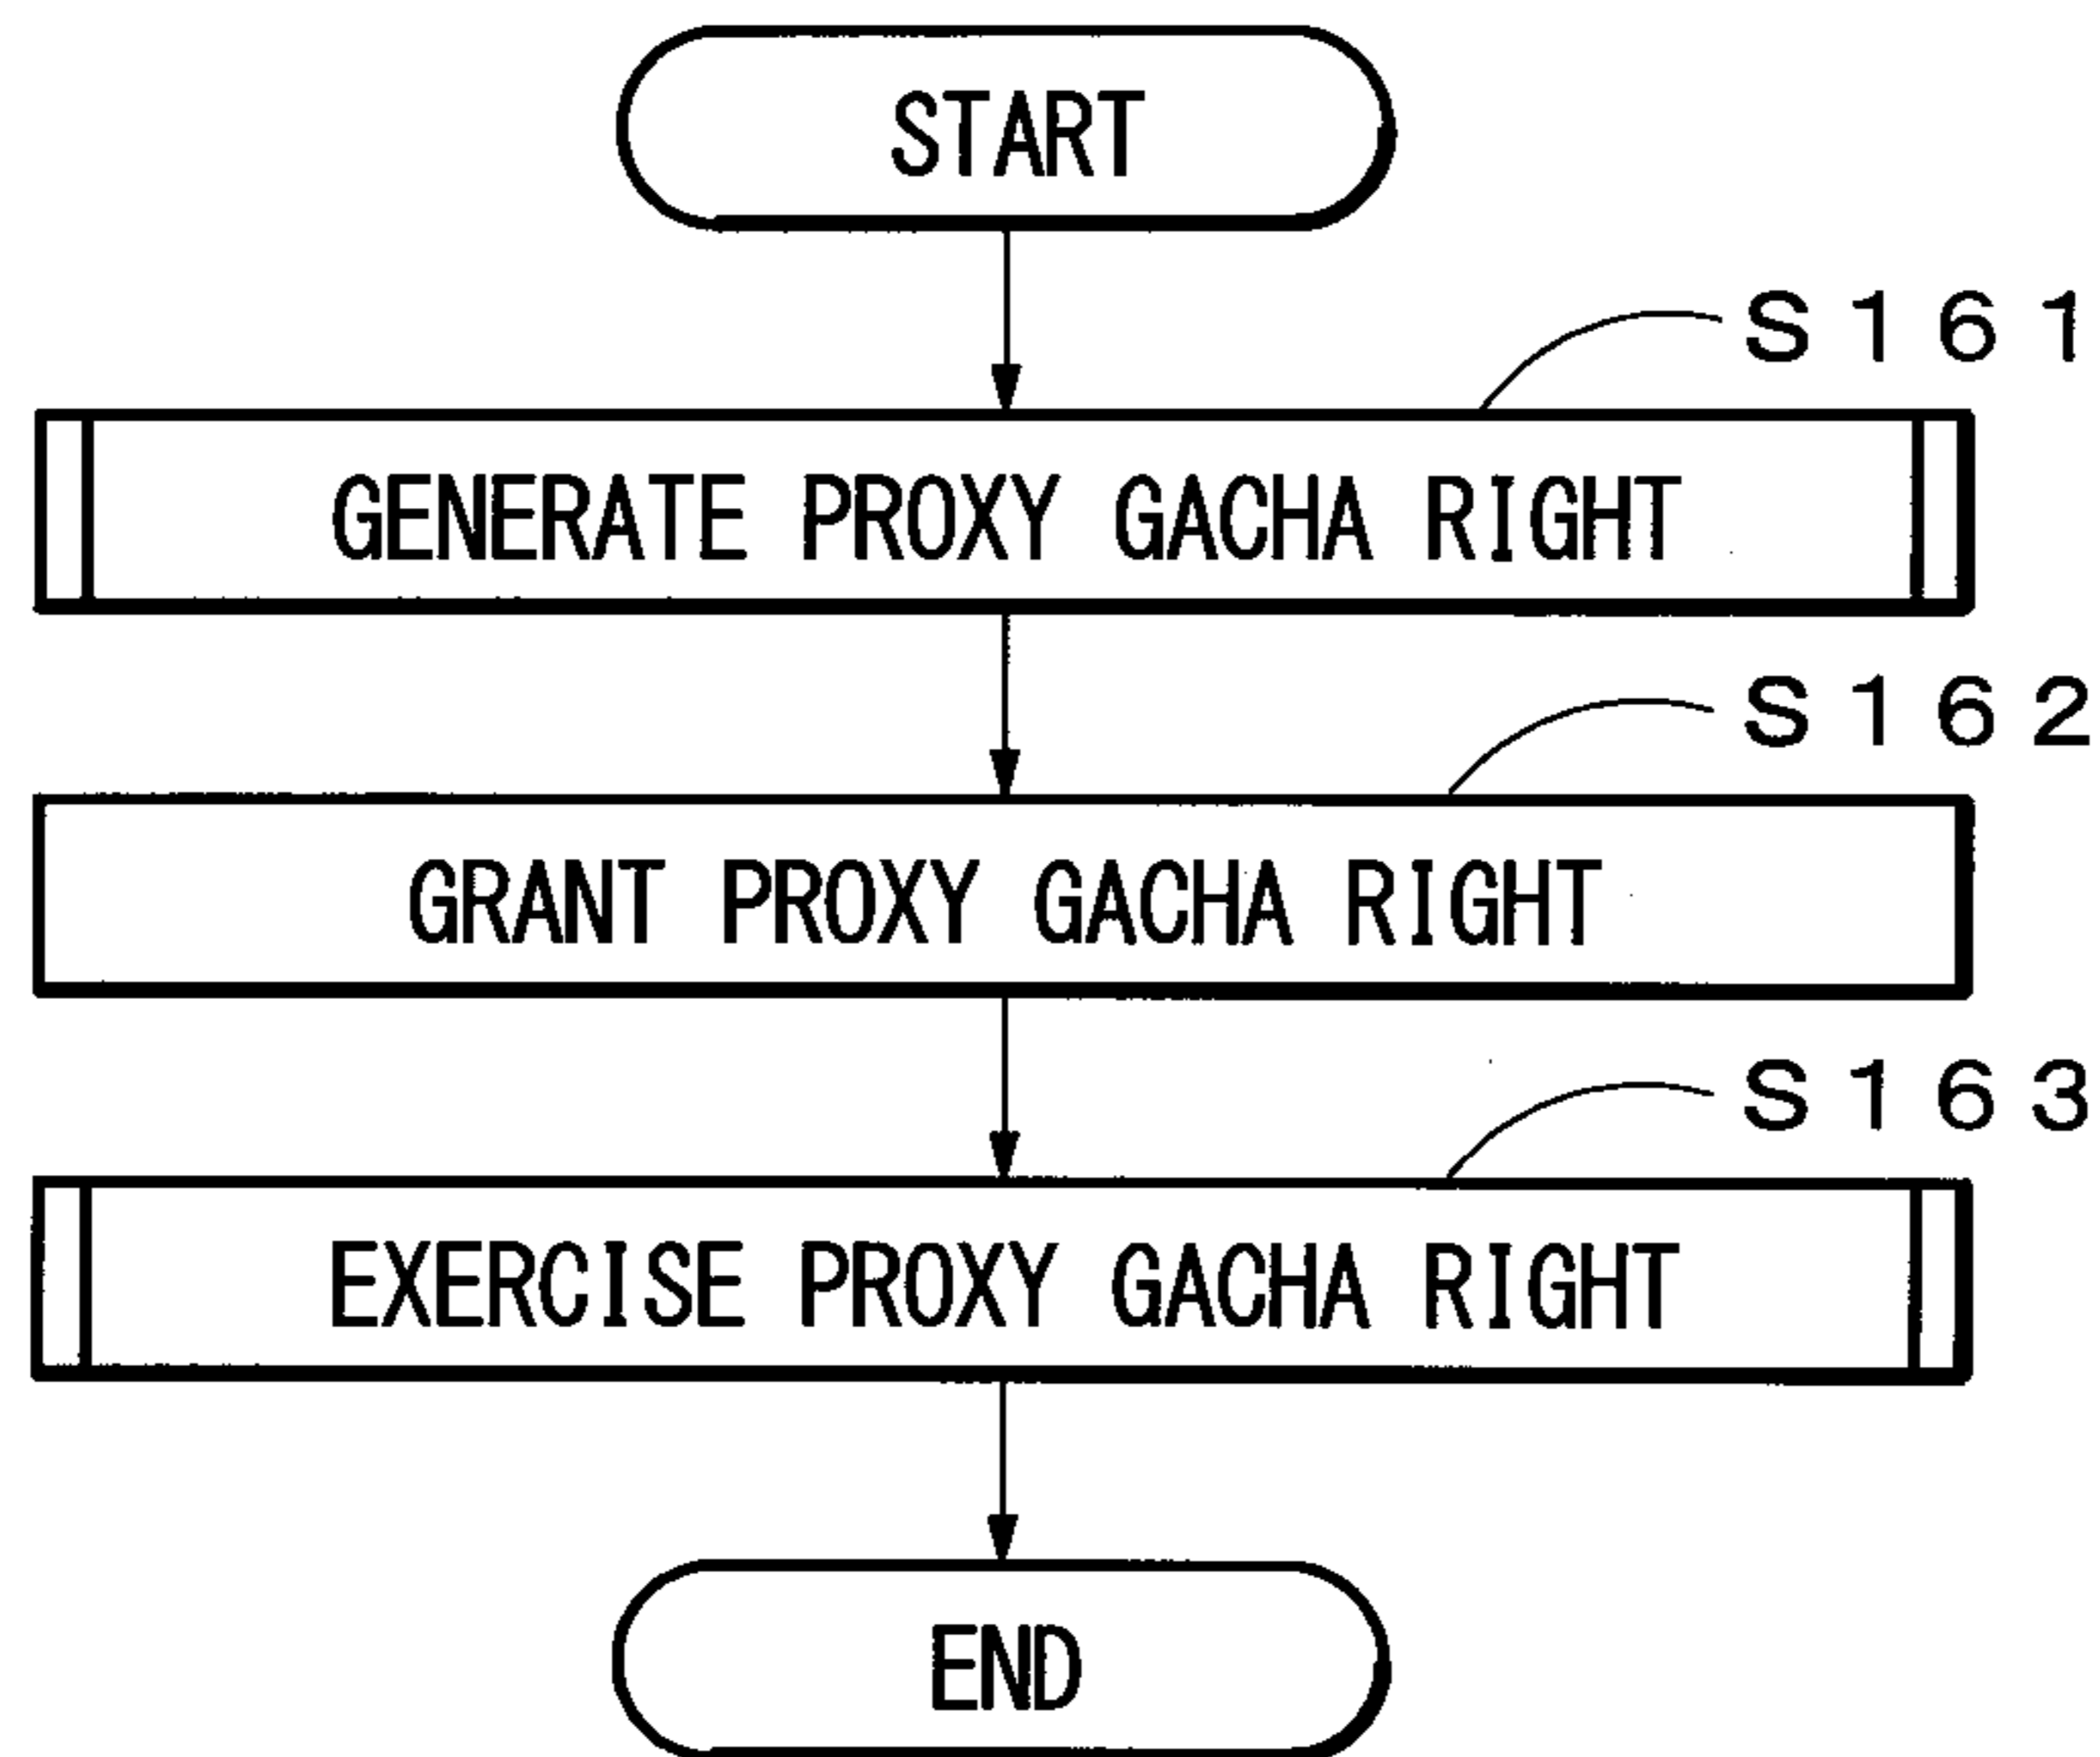 START
S161
GENERATE PROXY GACHA RIGHT
S162
GRANT PROXY GACHA RIGHT
S163
EXERCISE PROXY GACHA RIGHT
END